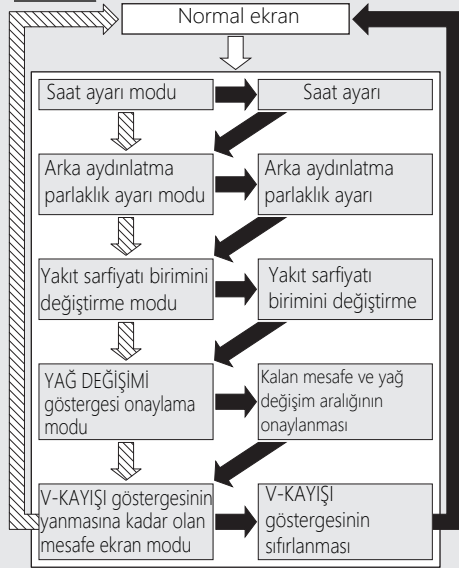 Normal ekran
Saat ayarı modu
Saat ayarı
Arka aydınlatma
parlaklık ayarı modu
Arka aydınlatma
parlaklık ayarı
Yakıt sarfiyatı birimini
değiştirme modu
Yakıt sarfiyatı
birimini değiştirme
YAĞ DEĞİŞİMİ
göstergesi onaylama
modu
Kalan mesafe ve yağ
değişim aralığının
onaylanması
V-KAYIŞI göstergesinin
yanmasına kadar olan
mesafe ekran modu
V-KAYIŞI
göstergesinin
sıfırlanması